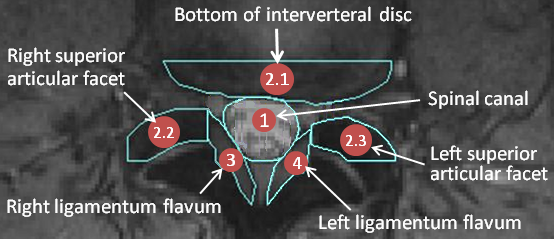 Bottom of interverteral disc
Right superior
articular facet
2.1
Spinal canal
1
2.2
2.3
3
4
Left superior
articular facet
Right ligamentum flavum
Left ligamentum flavum